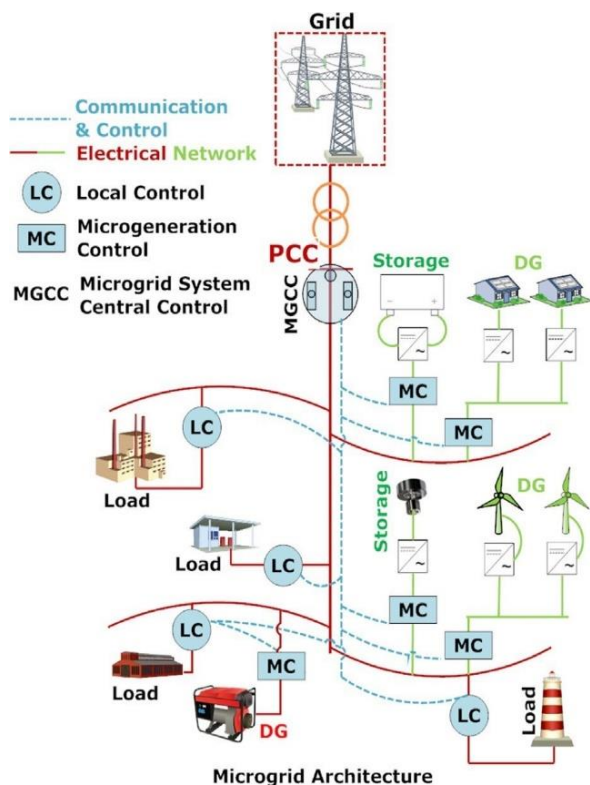 Grid
Communication
& Control
Electrical Network
LC Local Control
MC Microgeneration
Control
MGCC Microgrid System
Central Control
PCC
MGCC
Storage
DG
MC
MC
LC
Load
Storage
DG
Load
LC
MC
MC
LC
Load
MC
DG
LC
Load
Microgrid Architecture